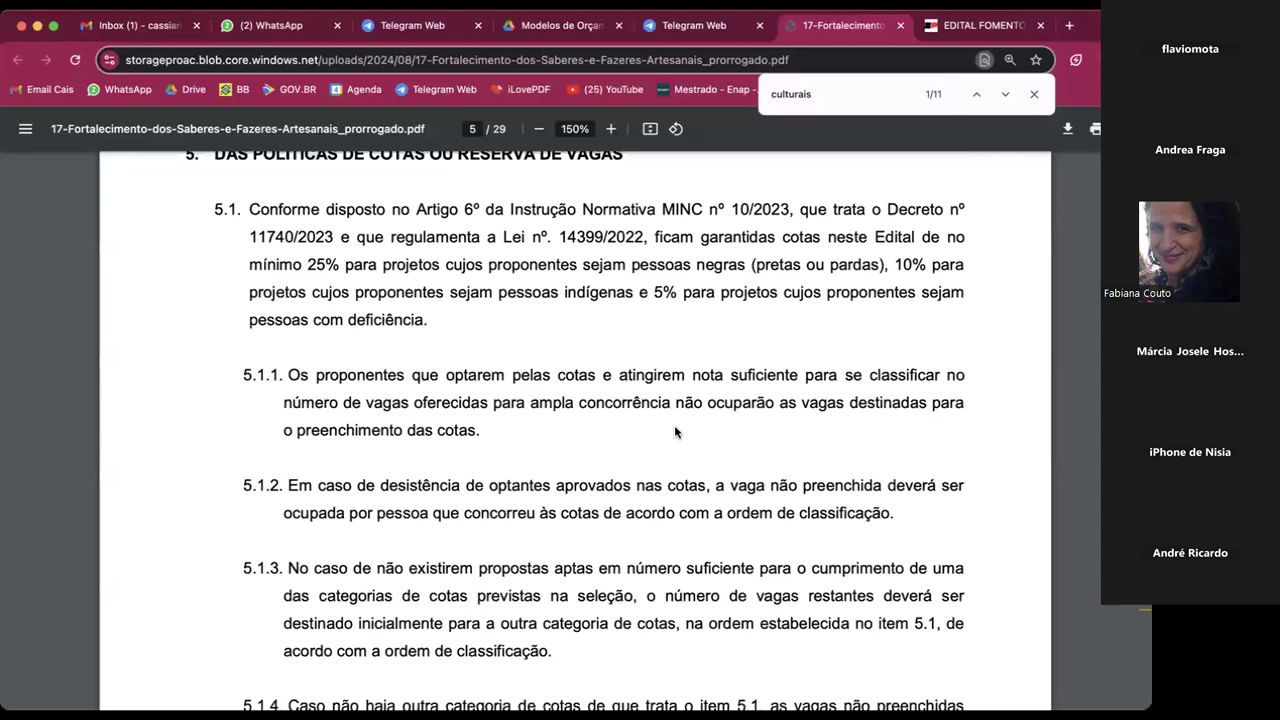 Inbox (1) - cassian
(2) WhatsApp
Telegram Web
Modelos de Orçan
Telegram Web
17-Fortalecimento
EDITAL FOMENTO
storageproac.blob.core.windows.net/uploads/2024/08/17-Fortalecimento-dos-Saberes-e-Fazeres-Artesanais_prorrogado.pdf
Email Cais
WhatsApp
Drive
BB
GOV.BR
Agenda
Telegram Web
iLovePDF
(25) YouTube
Mestrado - Enap -
culturais
1/11
17-Fortalecimento-dos-Saberes-e-Fazeres-Artesanais_prorrogado.pdf
5 / 29
150%
5. DAS POLÍTICAS DE COTAS OU RESERVA DE VAGAS
5.1. Conforme disposto no Artigo 6º da Instrução Normativa MINC nº 10/2023, que trata o Decreto nº
11740/2023 e que regulamenta a Lei nº. 14399/2022, ficam garantidas cotas neste Edital de no
mínimo 25% para projetos cujos proponentes sejam pessoas negras (pretas ou pardas), 10% para
projetos cujos proponentes sejam pessoas indígenas e 5% para projetos cujos proponentes sejam
pessoas com deficiência.
5.1.1. Os proponentes que optarem pelas cotas e atingirem nota suficiente para se classificar no
número de vagas oferecidas para ampla concorrência não ocuparão as vagas destinadas para
o preenchimento das cotas.
5.1.2. Em caso de desistência de optantes aprovados nas cotas, a vaga não preenchida deverá ser
ocupada por pessoa que concorreu às cotas de acordo com a ordem de classificação.
5.1.3. No caso de não existirem propostas aptas em número suficiente para o cumprimento de uma
das categorias de cotas previstas na seleção, o número de vagas restantes deverá ser
destinado inicialmente para a outra categoria de cotas, na ordem estabelecida no item 5.1, de
acordo com a ordem de classificação.
5.1.4. Caso não haja outra categoria de cotas de que trata o item 5.1, as vagas não preenchidas
flaviomota
Andrea Fraga
Fabiana Couto
Márcia Josele Hos...
iPhone de Nisia
André Ricardo